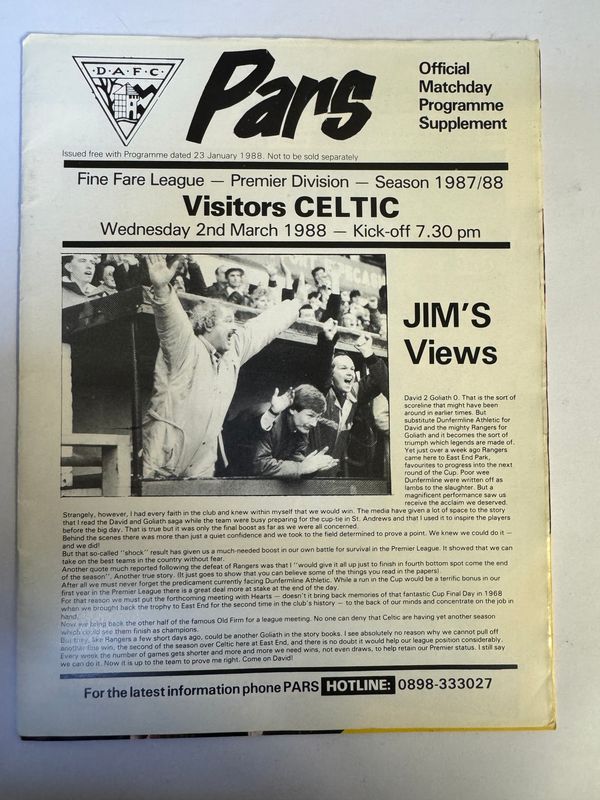 D.A.F.C.
Pars
Official
Matchday
Programme
Supplement
Issued free with Programme dated 23 January 1988. Not to be sold separately
Fine Fare League — Premier Division — Season 1987/88
Visitors CELTIC
Wednesday 2nd March 1988 — Kick-off 7.30 pm
JIM'S
Views
David 2 Goliath 0. That is the sort of
scoreline that might have been
around in earlier times. But
substitute Dunfermline Athletic for
David and the mighty Rangers for
Goliath and it becomes the sort of
triumph which legends are made of.
Yet just over a week ago Rangers
came here to East End Park,
favourites to progress into the next
round of the Cup. Poor wee
Dunfermline were written off as
lambs to the slaughter. But a
magnificent performance saw us
receive the acclaim we deserved.
Strangely, however, I had every faith in the club and knew within myself that we would win. The media have given a lot of space to the story
that I read the David and Goliath saga while the team were busy preparing for the cup-tie in St. Andrews and that I used it to inspire the players
before the big day. That is true but it was only the final boost as far as we were all concerned.
Behind the scenes there was more than just a quiet confidence and we took to the field determined to prove a point. We knew we could do it —
and we did!
But that so-called "shock" result has given us a much-needed boost in our own battle for survival in the Premier League. It showed that we can
take on the best teams in the country without fear.
Another quote much reported following the defeat of Rangers was that I "would give it all up just to finish in fourth bottom spot come the end
of the season". Another true story. (It just goes to show that you can believe some of the things you read in the papers).
After all we must never forget the predicament currently facing Dunfermline Athletic. While a run in the Cup would be a terrific bonus in our
first year in the Premier League there is a great deal more at stake at the end of the day.
For that reason we must put the forthcoming meeting with Hearts — doesn't it bring back memories of that fantastic Cup Final Day in 1968
when we brought back the trophy to East End for the second time in the club's history — to the back of our minds and concentrate on the job in
hand.
Now we bring back the other half of the famous Old Firm for a league meeting. No one can deny that Celtic are having yet another season
which could see them finish as champions.
But they, like Rangers a few short days ago, could be another Goliath in the story books. I see absolutely no reason why we cannot pull off
another fine win, the second of the season over Celtic here at East End, and there is no doubt it would help our league position considerably.
Every week the number of games gets shorter and more and more we need wins, not even draws, to help retain our Premier status. I still say
we can do it. Now it is up to the team to prove me right. Come on David!
For the latest information phone PARS HOTLINE: 0898-333027